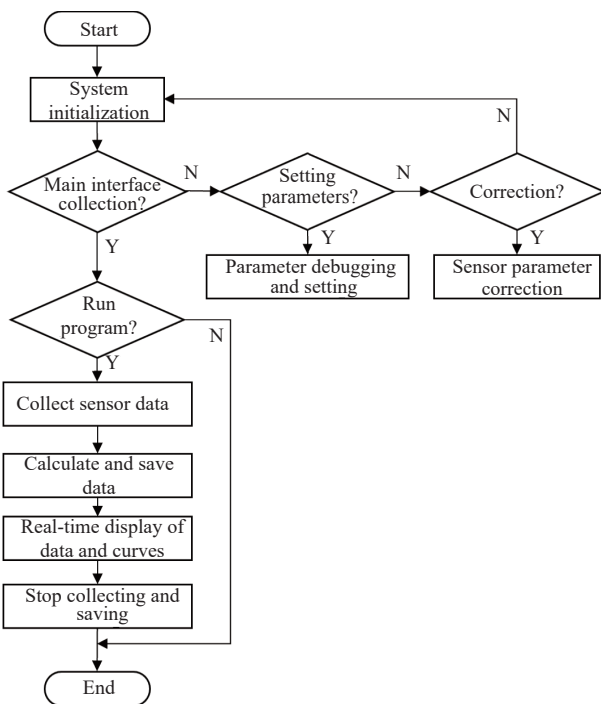 Start
System
initialization
N
Main interface
collection?
N
Setting
parameters?
N
Correction?
Y
Y
Y
Parameter debugging
and setting
Sensor parameter
correction
Run
program?
N
Y
Collect sensor data
Calculate and save
data
Real-time display of
data and curves
Stop collecting and
saving
End